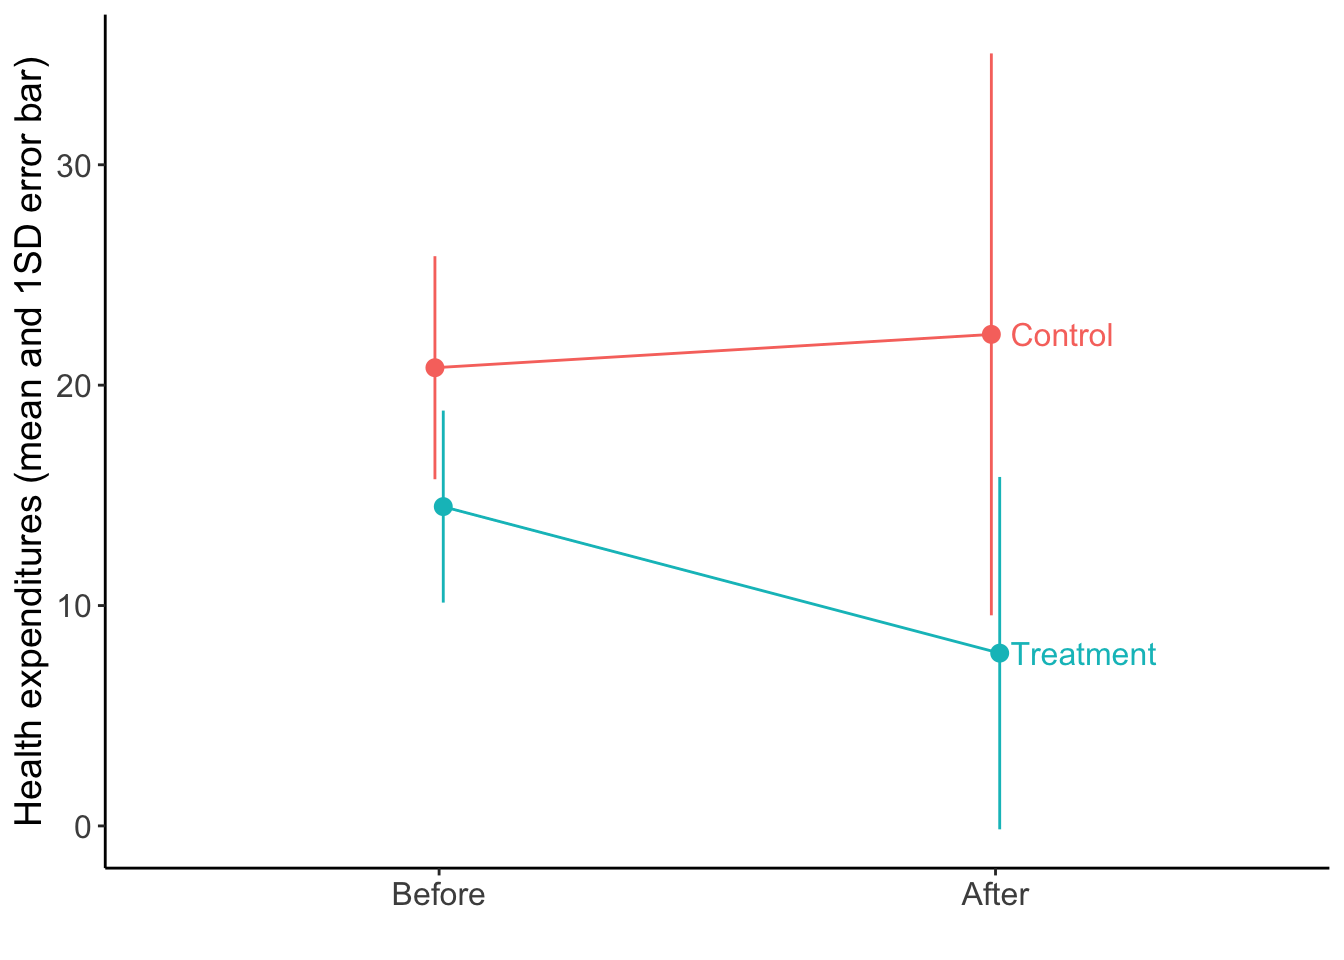 Health expenditures (mean and 1SD error bar)
30
20
10
0
Control
Treatment
Before
After